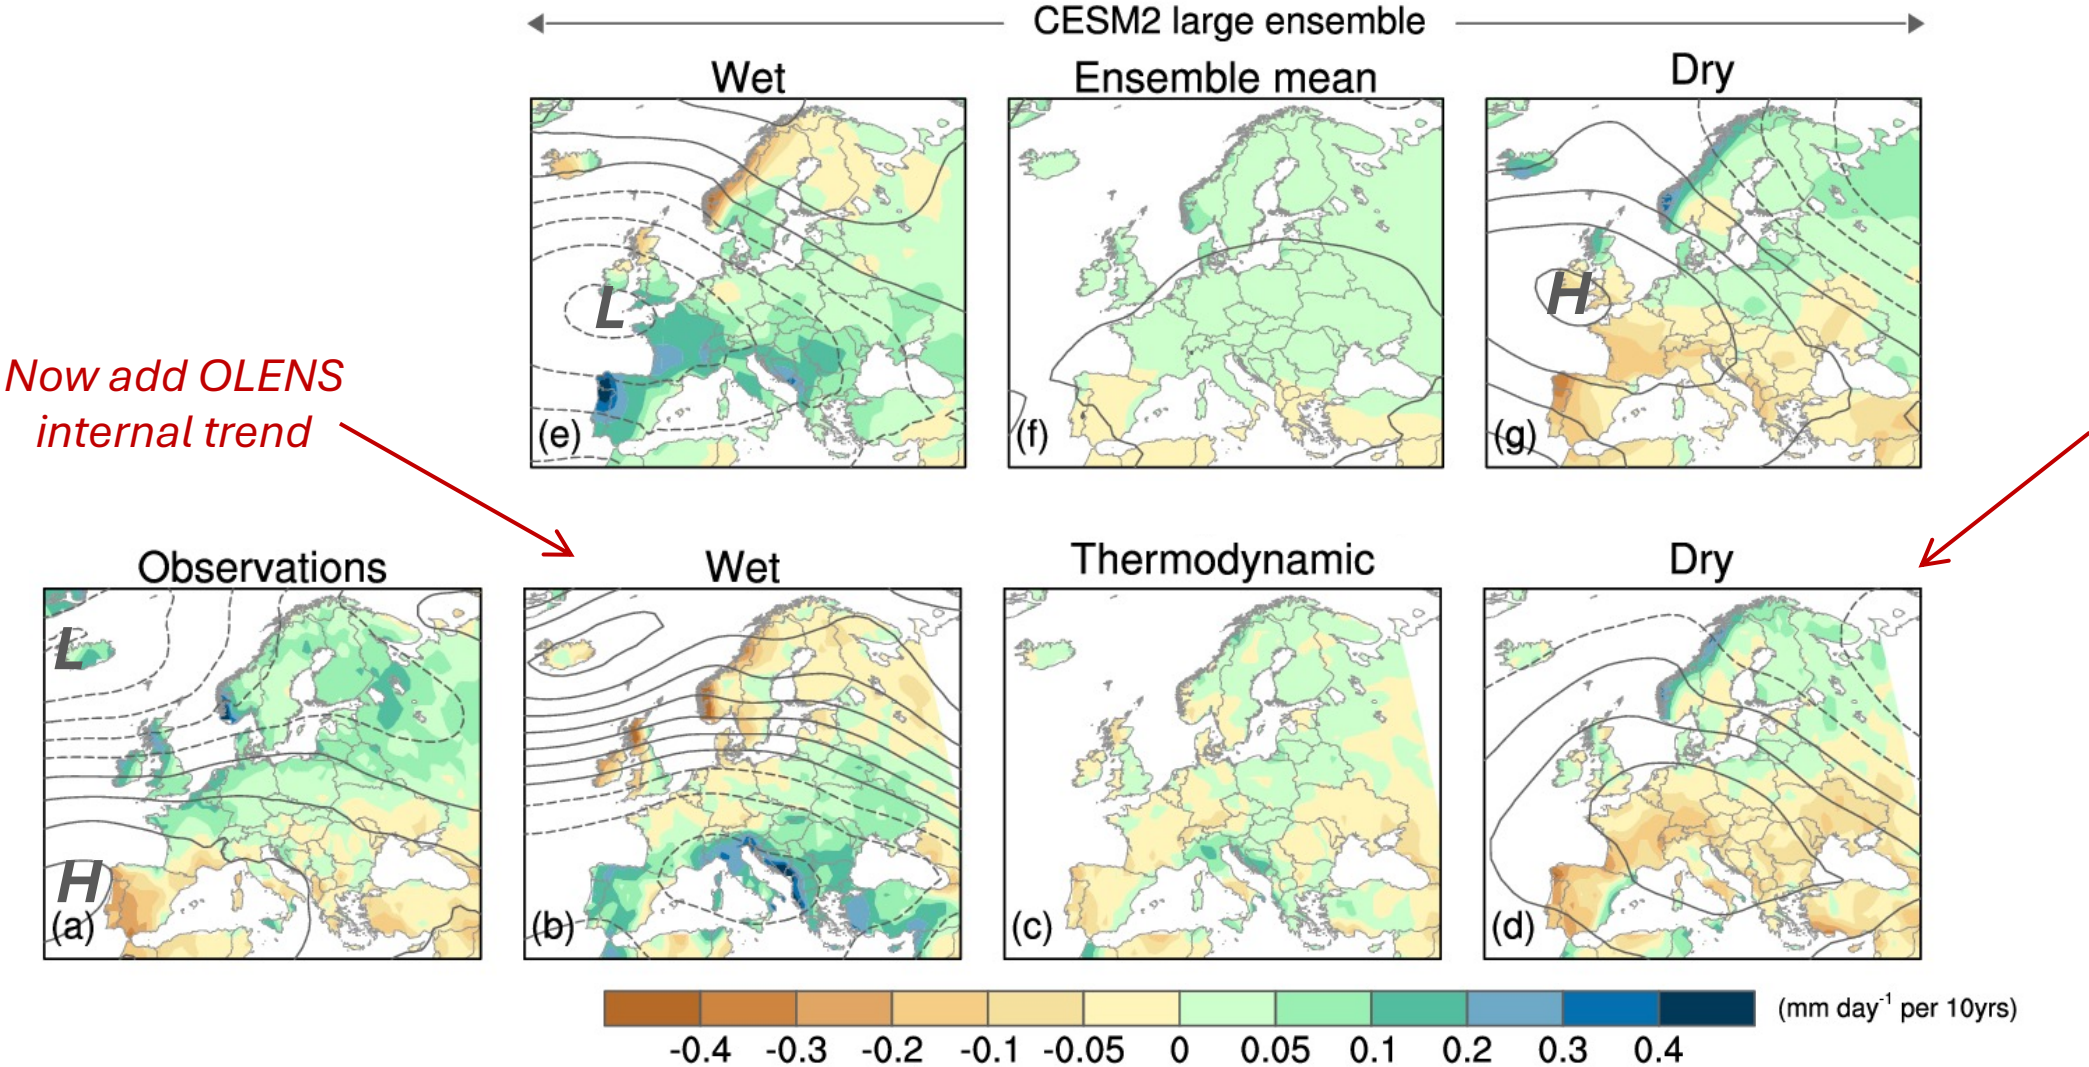 CESM2 large ensemble
Wet
Ensemble mean
Dry
L
H
(e)
(f)
(g)
Now add OLENS
internal trend
Observations
Wet
Thermodynamic
Dry
L
H
(a)
(b)
(c)
(d)
-0.4 -0.3 -0.2 -0.1 -0.05 0 0.05 0.1 0.2 0.3 0.4
(mm day⁻¹ per 10yrs)